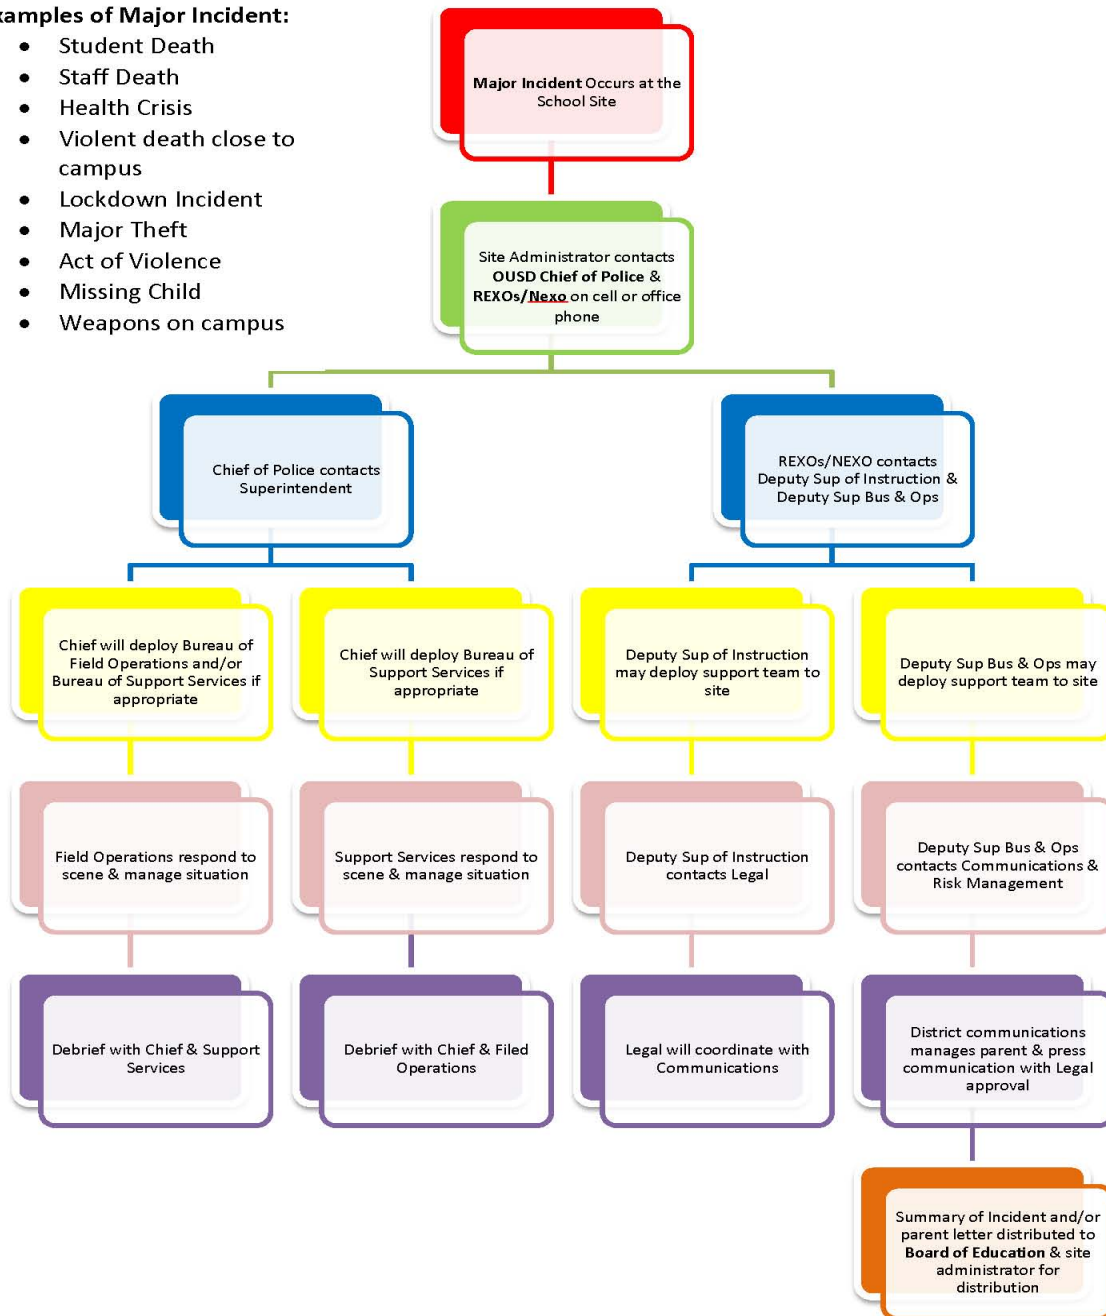 xamples of Major Incident:
• Student Death
• Staff Death
• Health Crisis
• Violent death close to
campus
• Lockdown Incident
• Major Theft
• Act of Violence
• Missing Child
• Weapons on campus
Major Incident Occurs at the
School Site
Site Administrator contacts
OUSD Chief of Police &
REXOs/Nexo on cell or office
phone
Chief of Police contacts
Superintendent
REXOs/NEXO contacts
Deputy Sup of Instruction &
Deputy Sup Bus & Ops
Chief will deploy Bureau of
Field Operations and/or
Bureau of Support Services if
appropriate
Chief will deploy Bureau of
Support Services if
appropriate
Deputy Sup of Instruction
may deploy support team to
site
Deputy Sup Bus & Ops may
deploy support team to site
Field Operations respond to
scene & manage situation
Support Services respond to
scene & manage situation
Deputy Sup of Instruction
contacts Legal
Deputy Sup Bus & Ops
contacts Communications &
Risk Management
Debrief with Chief & Support
Services
Debrief with Chief & Filed
Operations
Legal will coordinate with
Communications
District communications
manages parent & press
communication with Legal
approval
Summary of Incident and/or
parent letter distributed to
Board of Education & site
administrator for
distribution